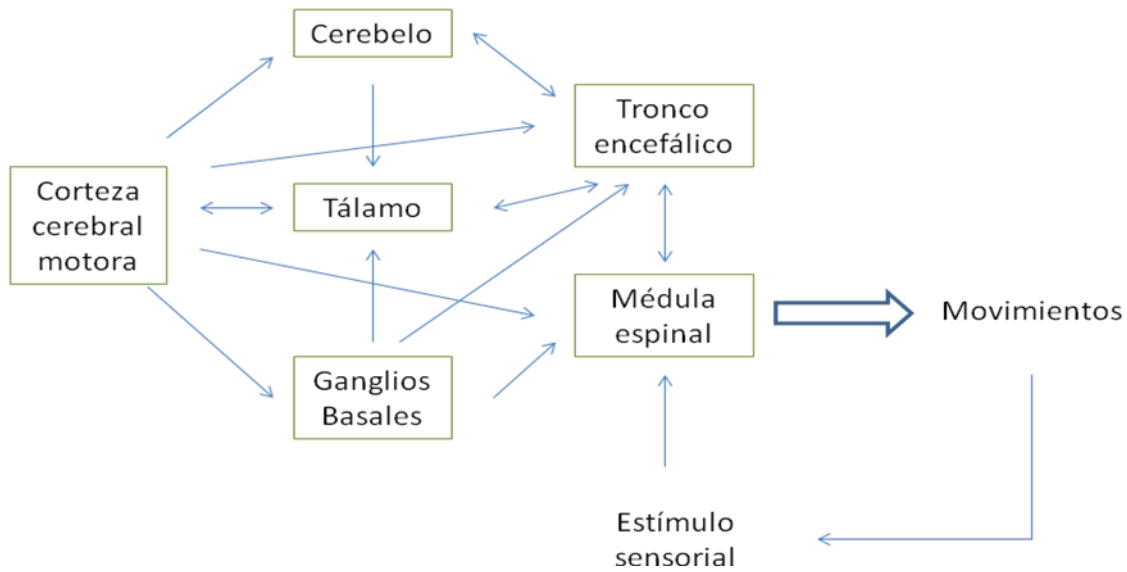 Cerebelo
Tronco
encefálico
Corteza
cerebral
motora
Tálamo
Médula
espinal
Movimientos
Ganglios
Basales
Estímulo
sensorial